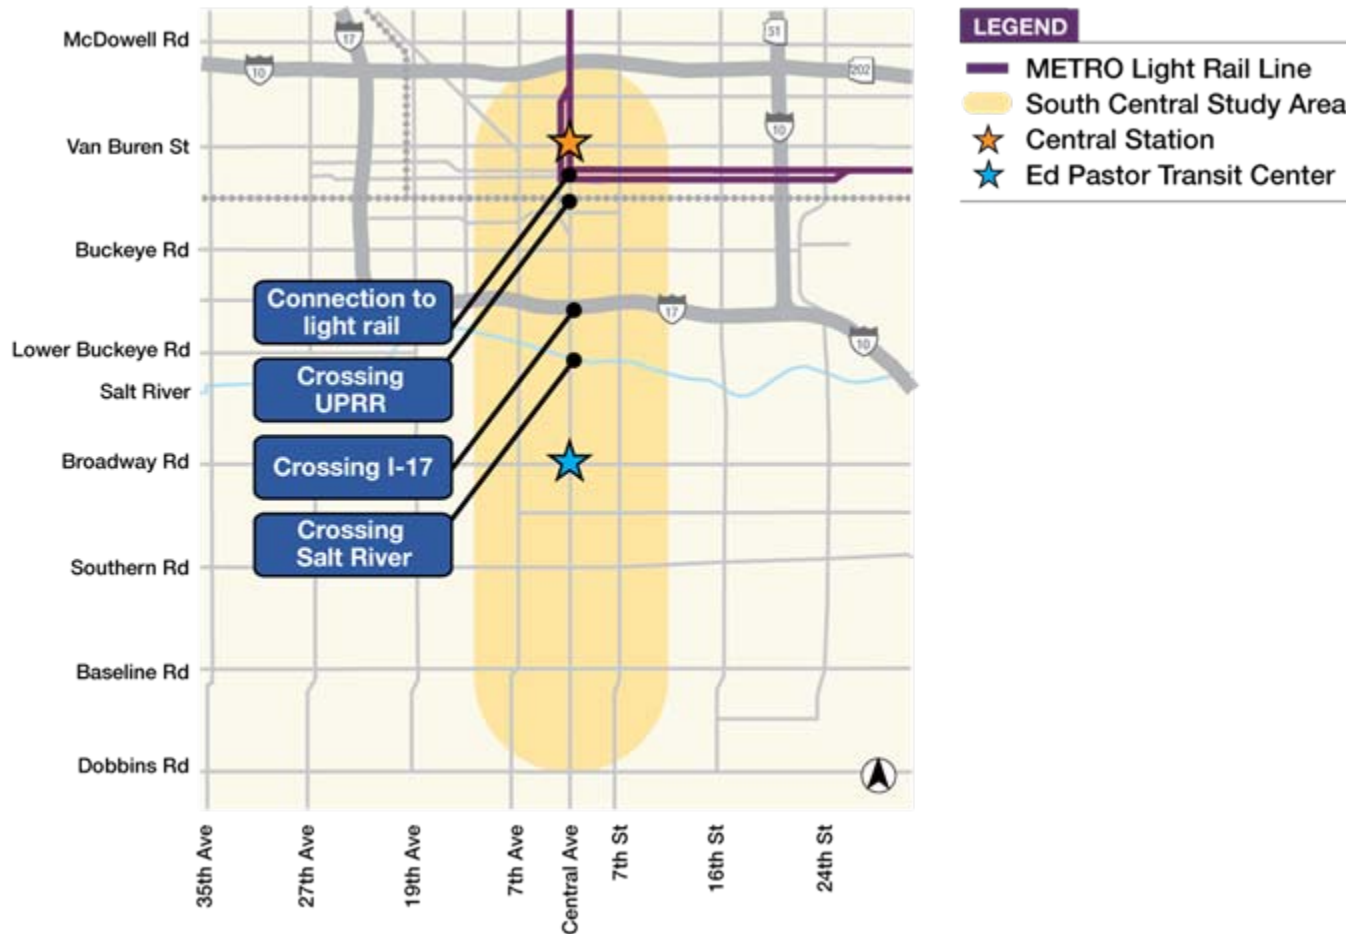 McDowell Rd
Van Buren St
Buckeye Rd
Lower Buckeye Rd
Salt River
Broadway Rd
Southern Rd
Baseline Rd
Dobbins Rd
17
10
51
202
10
17
10
Connection to
light rail
Crossing
UPRR
Crossing I-17
Crossing
Salt River
35th Ave
27th Ave
19th Ave
7th Ave
Central Ave
7th St
16th St
24th St
LEGEND
METRO Light Rail Line
South Central Study Area
Central Station
Ed Pastor Transit Center